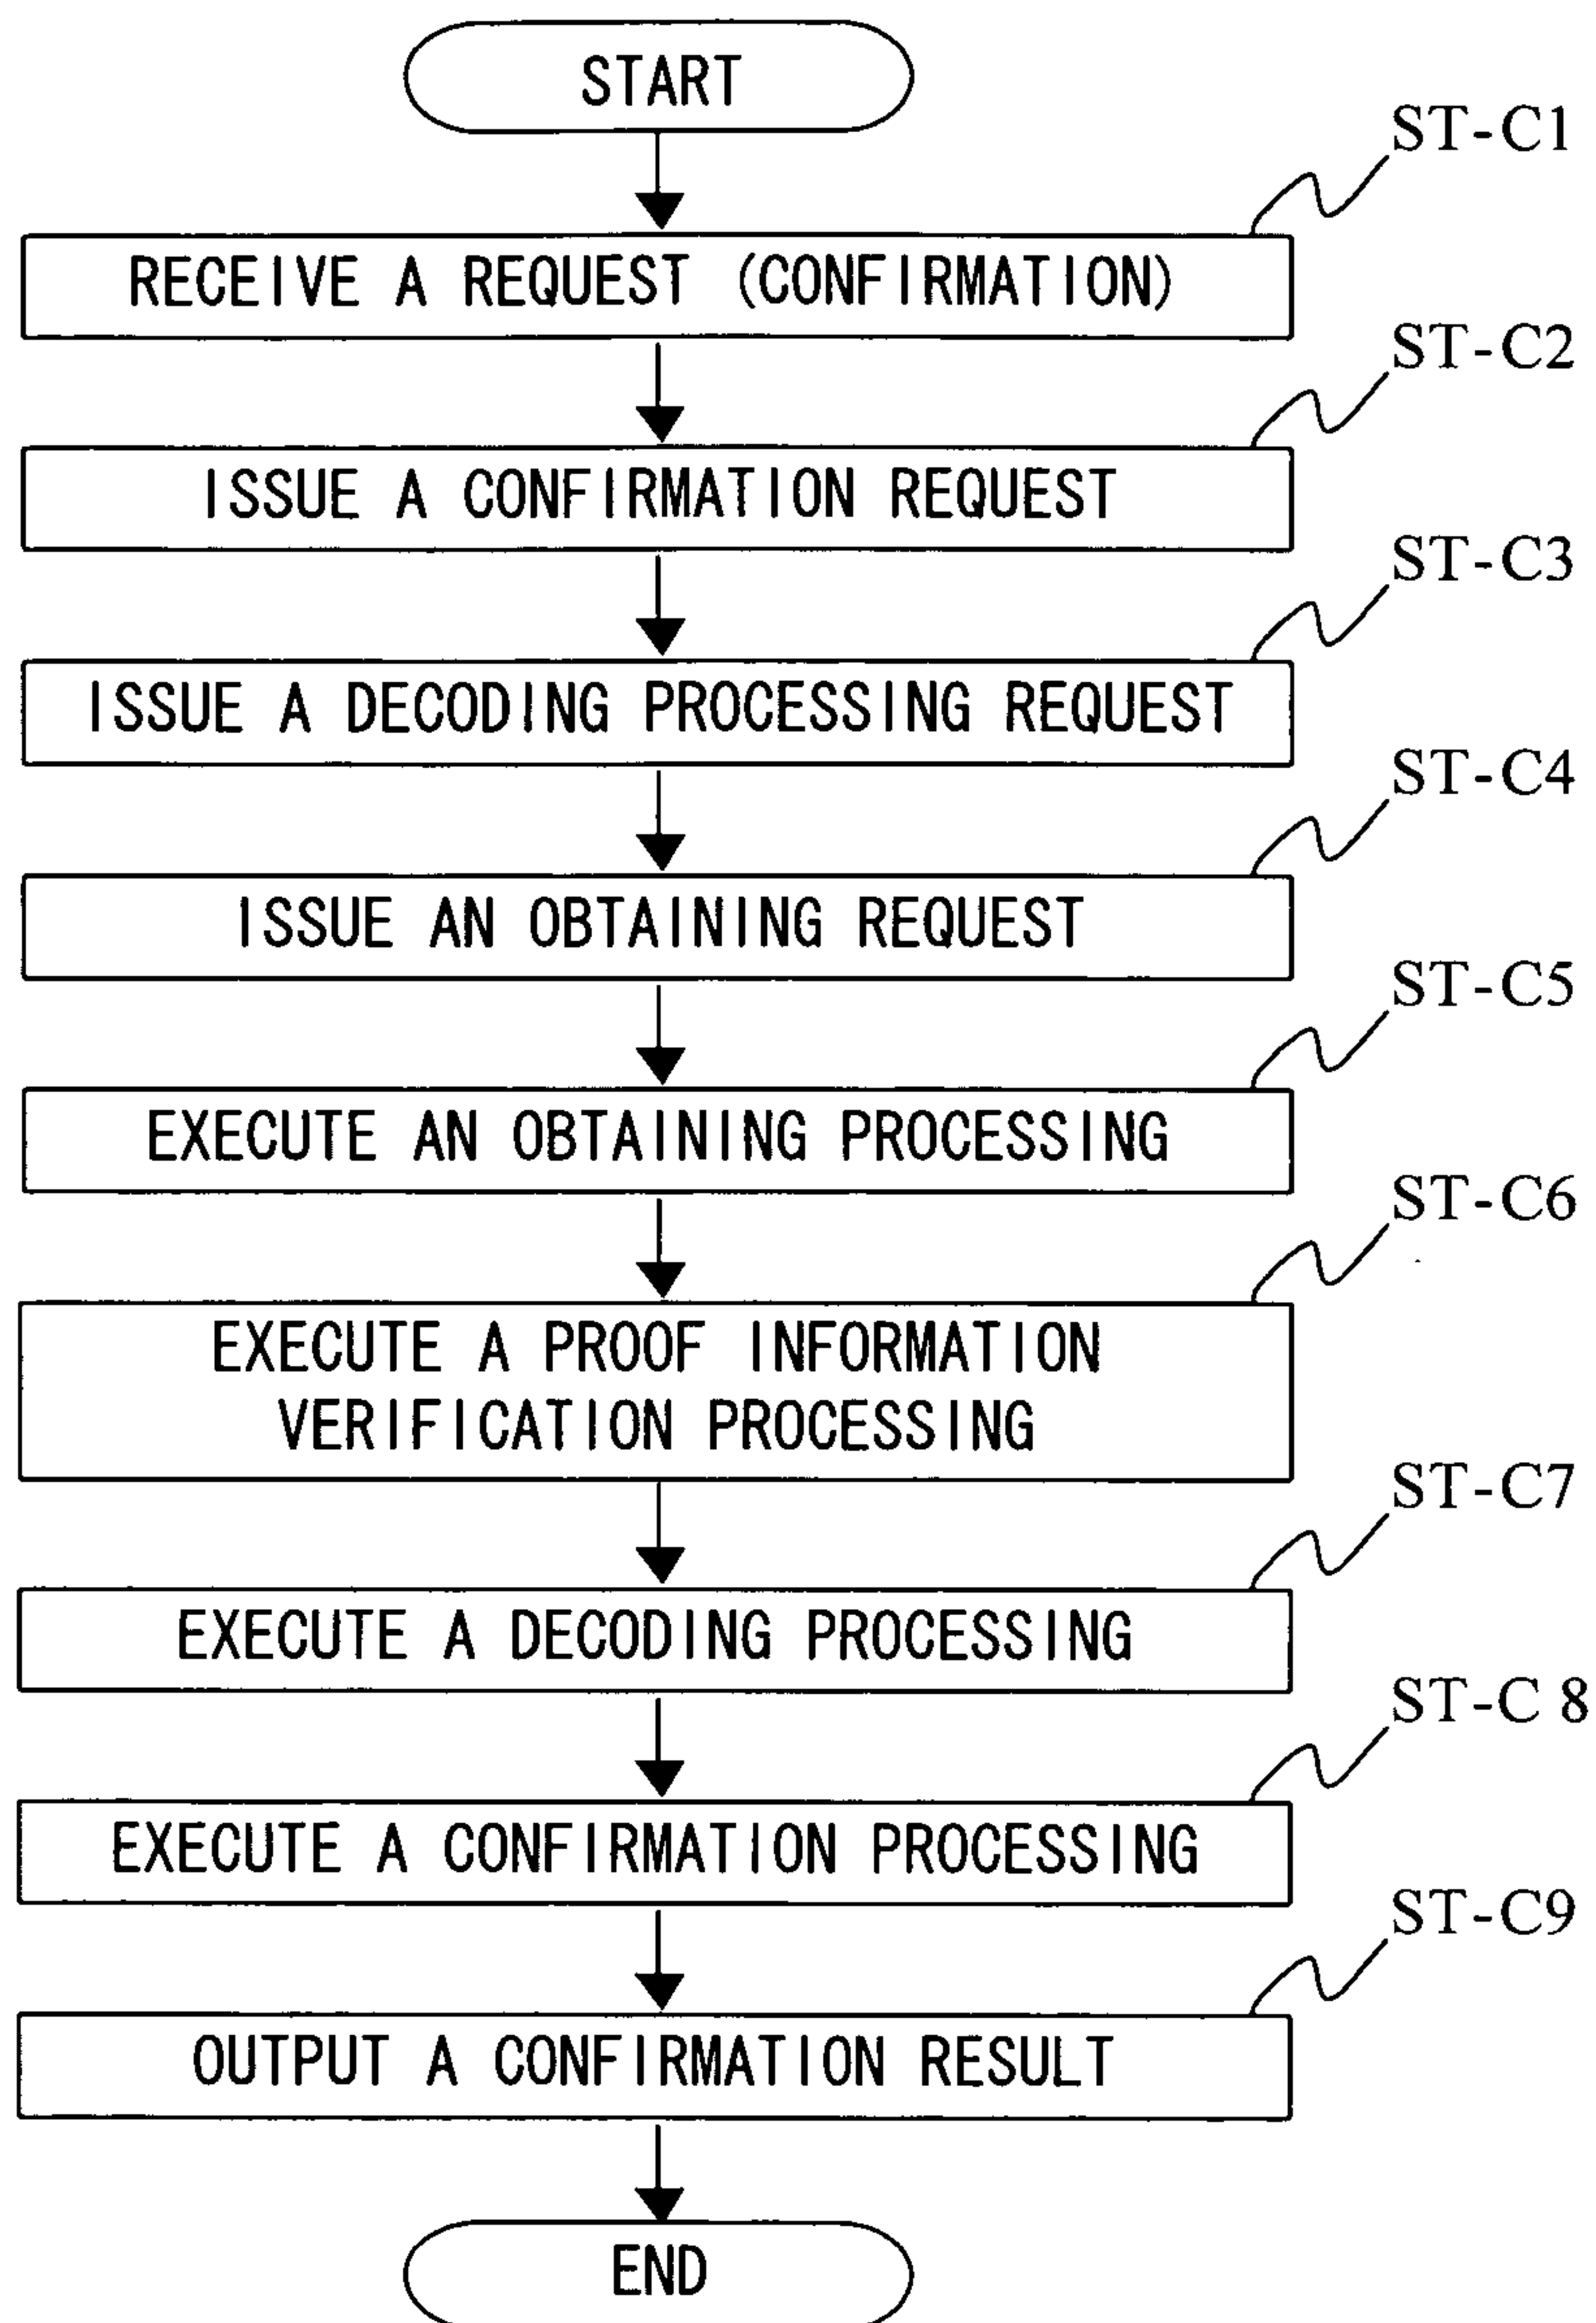 START
ST-C1
RECEIVE A REQUEST (CONFIRMATION)
ST-C2
ISSUE A CONFIRMATION REQUEST
ST-C3
ISSUE A DECODING PROCESSING REQUEST
ST-C4
ISSUE AN OBTAINING REQUEST
ST-C5
EXECUTE AN OBTAINING PROCESSING
ST-C6
EXECUTE A PROOF INFORMATION
VERIFICATION PROCESSING
ST-C7
EXECUTE A DECODING PROCESSING
ST-C 8
EXECUTE A CONFIRMATION PROCESSING
ST-C9
OUTPUT A CONFIRMATION RESULT
END